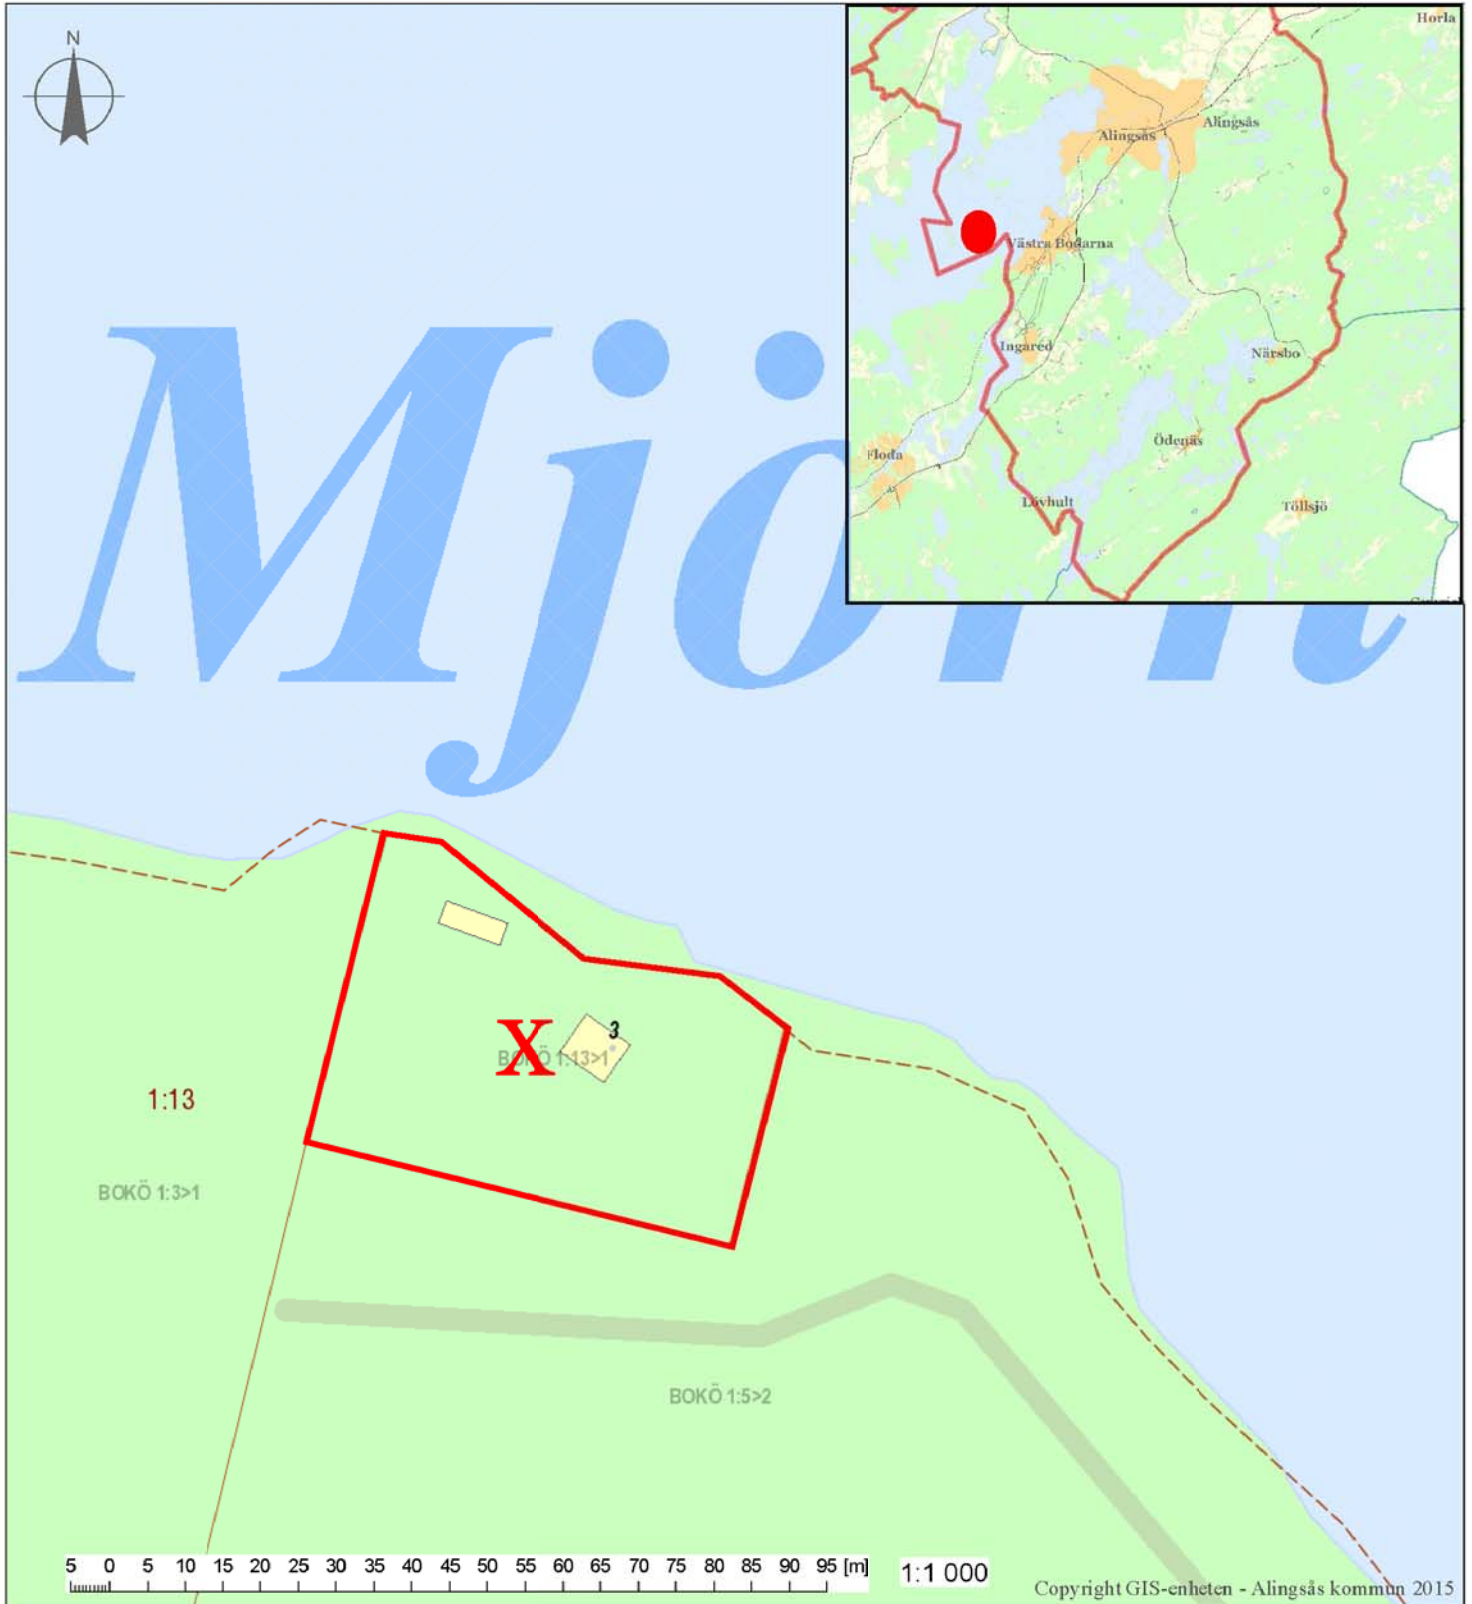 N
Mjörn
Horla
Alingsås
Alingsås
Västra Bodarna
Ingared
Närsbo
Ödenäs
Floda
Lövhult
Töllsjö
3
BOKÖ 1:13>1
X
1:13
BOKÖ 1:3>1
BOKÖ 1:5>2
5 0 5 10 15 20 25 30 35 40 45 50 55 60 65 70 75 80 85 90 95 [m]
1:1 000
Copyright GIS-enheten - Alingsås kommun 2015